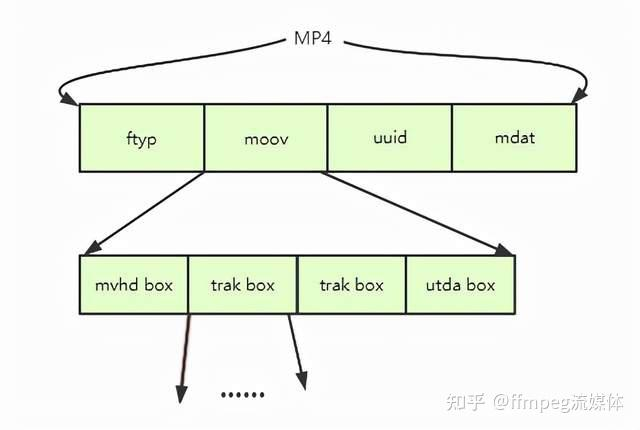 MP4
ftyp moov uuid mdat
mvhd box trak box trak box utda box
......
知乎 @ffmpeg流媒体